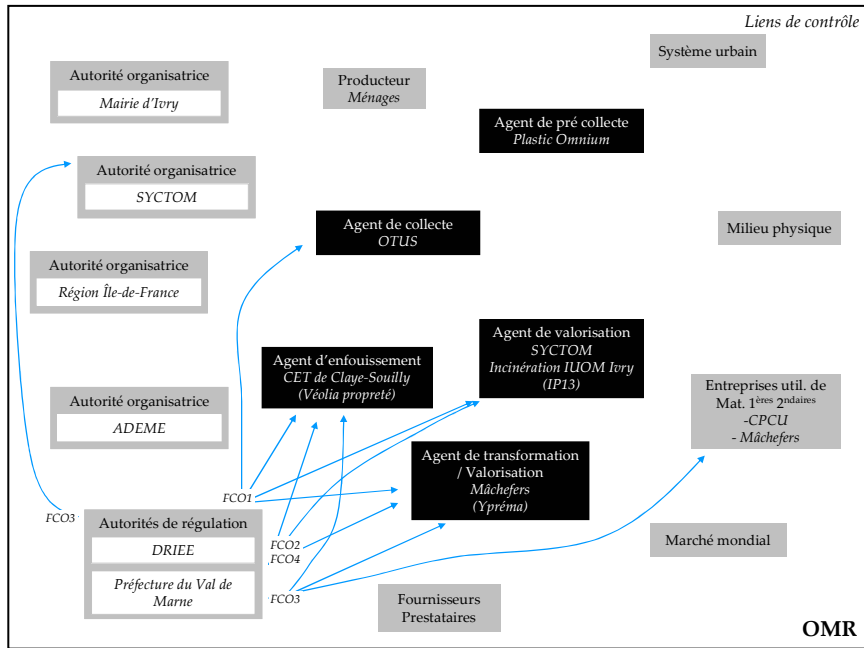 Liens de contrôle
Système urbain
Autorité organisatrice
Mairie d'Ivry
Producteur
Ménages
Agent de pré collecte
Plastic Omnium
Autorité organisatrice
SYCTOM
Agent de collecte
OTUS
Milieu physique
Autorité organisatrice
Région Île-de-France
Agent d'enfouissement
CET de Claye-Souilly
(Véolia propreté)
Agent de valorisation
SYCTOM
Incinération IUOM Ivry
(IP13)
Entreprises util. de
Mat. 1ères 2ndaires
-CPCU
- Mâchefers
Autorité organisatrice
ADEME
Agent de transformation
/ Valorisation
Mâchefers
(Ypréma)
FCO1
FCO3
Autorités de régulation
DRIEE
Préfecture du Val de
Marne
FCO2
FCO4
FCO3
Marché mondial
Fournisseurs
Prestataires
OMR